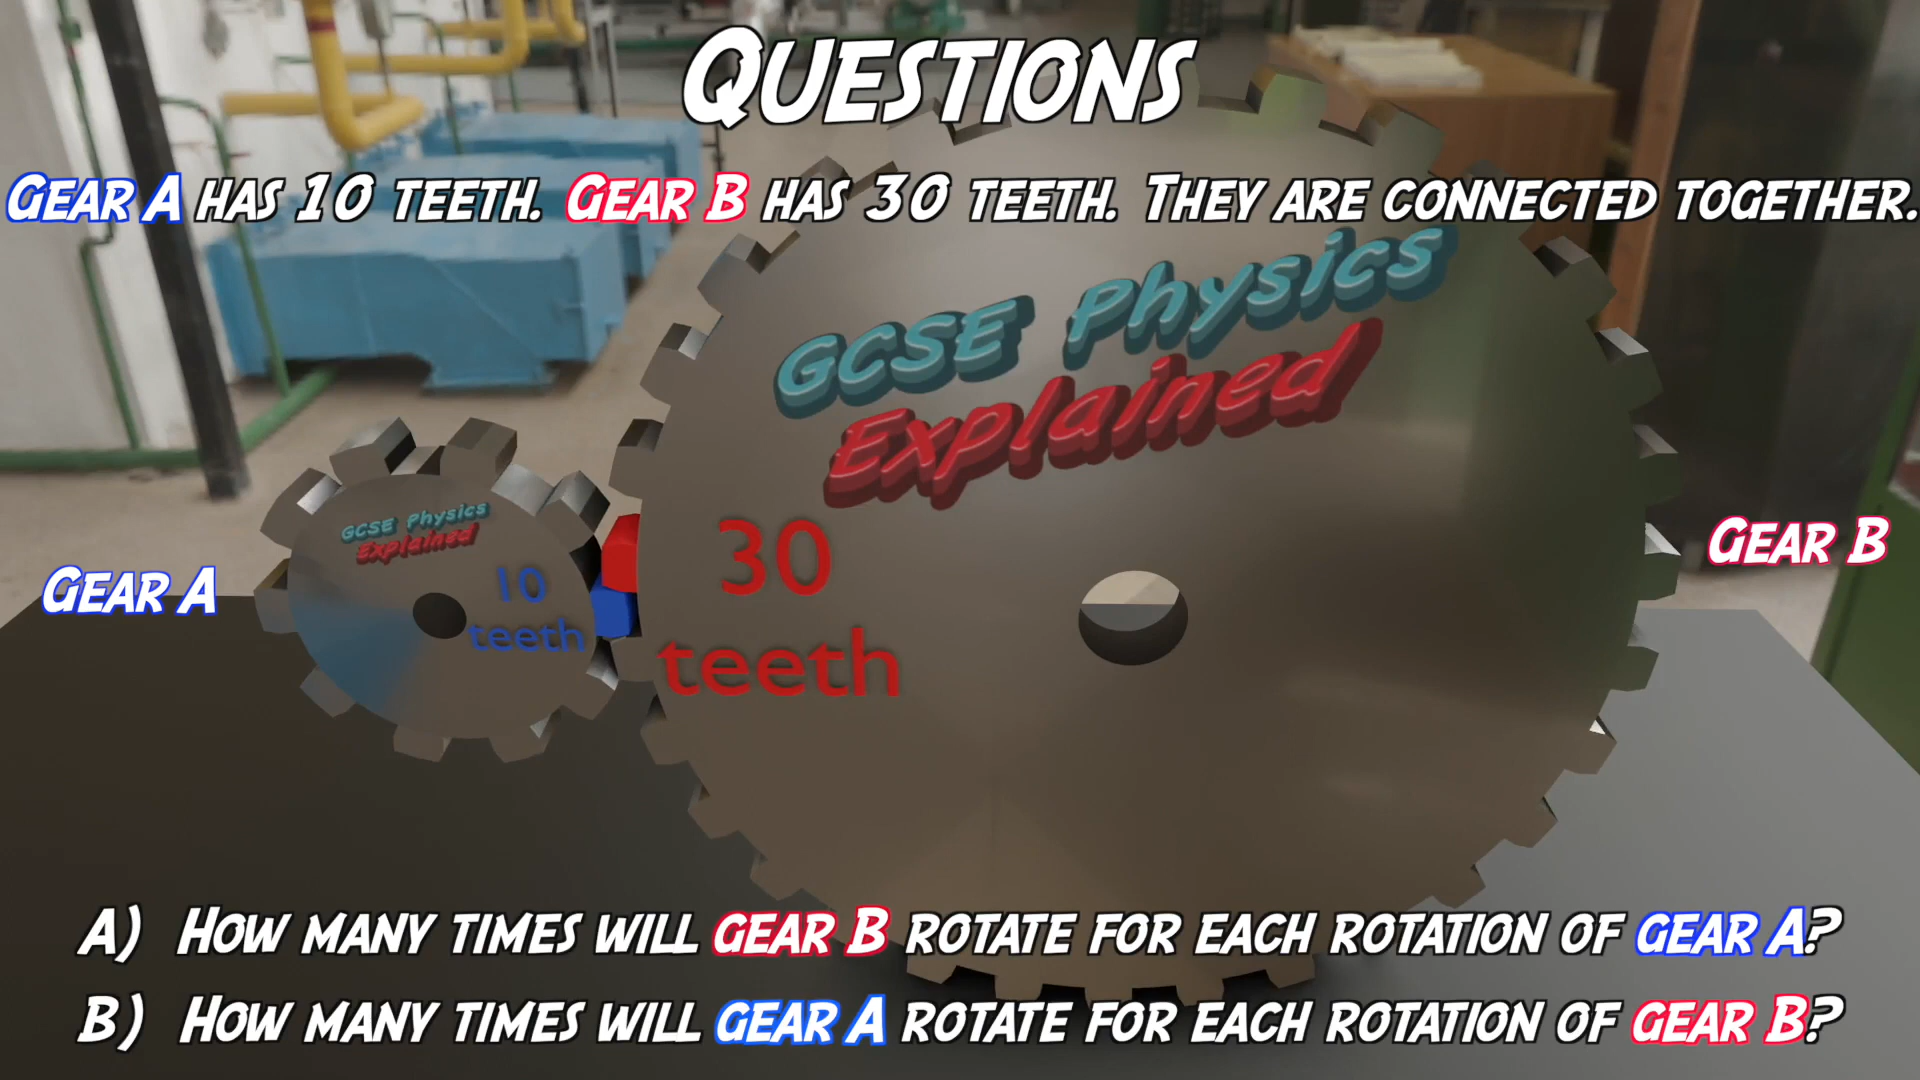 Questions
Gear A has 10 teeth. Gear B has 30 teeth. They are connected together.
GCSE Physics
Explained
GCSE Physics
Explained
10
teeth
30
teeth
Gear A
Gear B
A) How many times will gear B rotate for each rotation of gear A?
B) How many times will gear A rotate for each rotation of gear B?